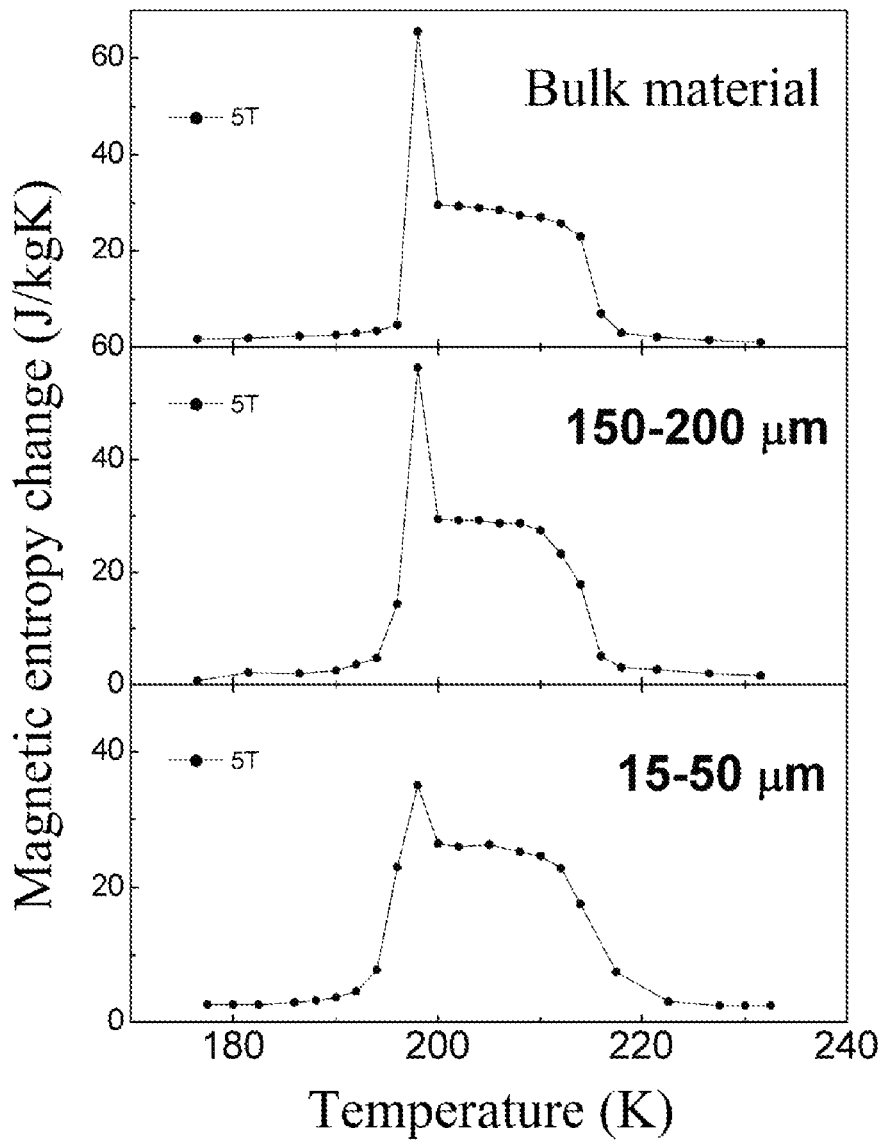 Magnetic entropy change (J/kgK)
60
40
20
5T
Bulk material
60
40
20
0
5T
150-200 μm
40
20
0
5T
15-50 μm
180
200
220
240
Temperature (K)